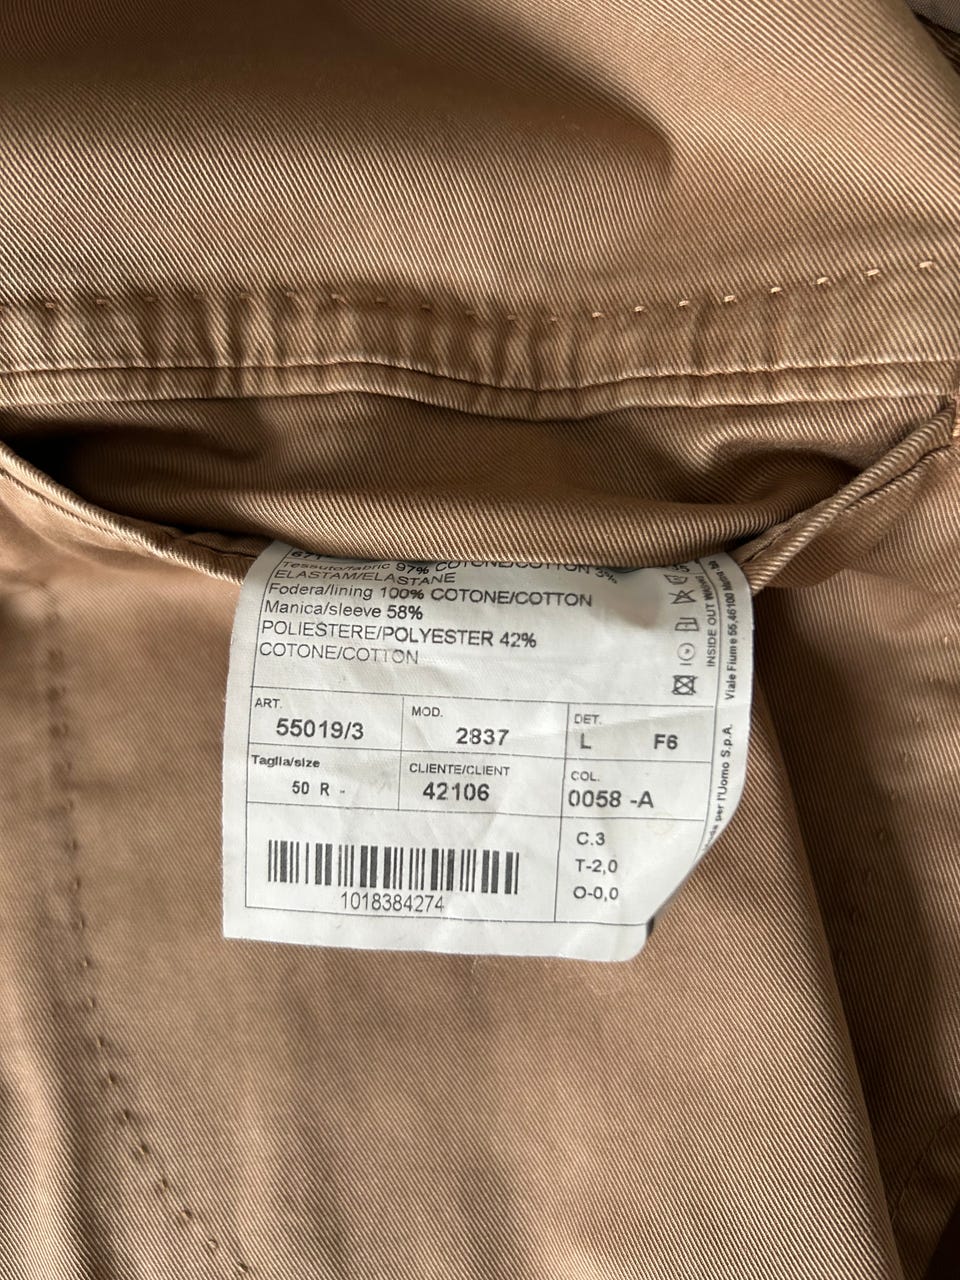 Tessuto/fabric 97% COTONE/COTTON
ELASTAM/ELASTANE
Fodera/lining 100% COTONE/COTTON
Manica/sleeve 58%
POLIESTERE/POLYESTER 42%
COTONE/COTTON
ART.
55019/3
MOD.
2837
DET.
L F6
Taglia/size
50 R -
CLIENTE/CLIENT
42106
COL.
0058 -A
C.3
T-2,0
O-0,0
1018384274
INSIDE OUT
per l'Uomo S.p.A. Viale Fiume 55,46100